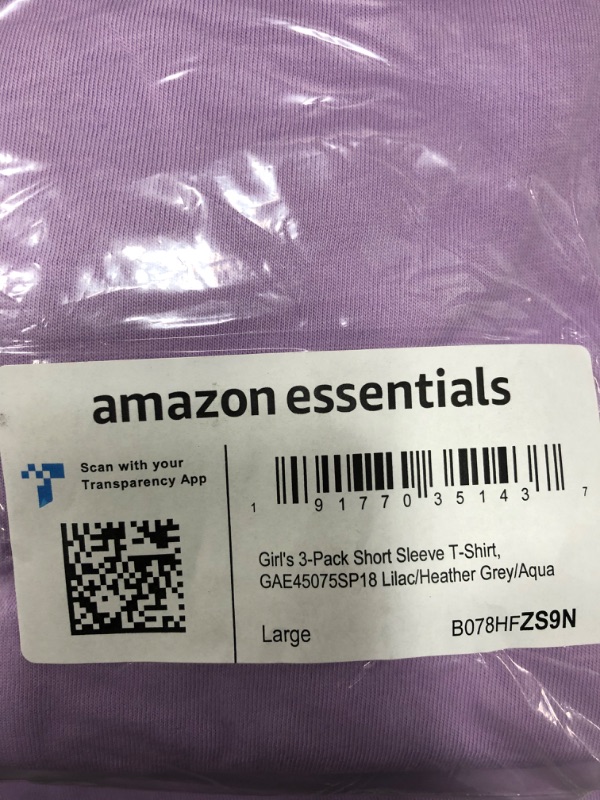 amazon essentials
Scan with your
Transparency App
1 91770 35143 7
Girl's 3-Pack Short Sleeve T-Shirt,
GAE45075SP18 Lilac/Heather Grey/Aqua
Large
B078HFZS9N